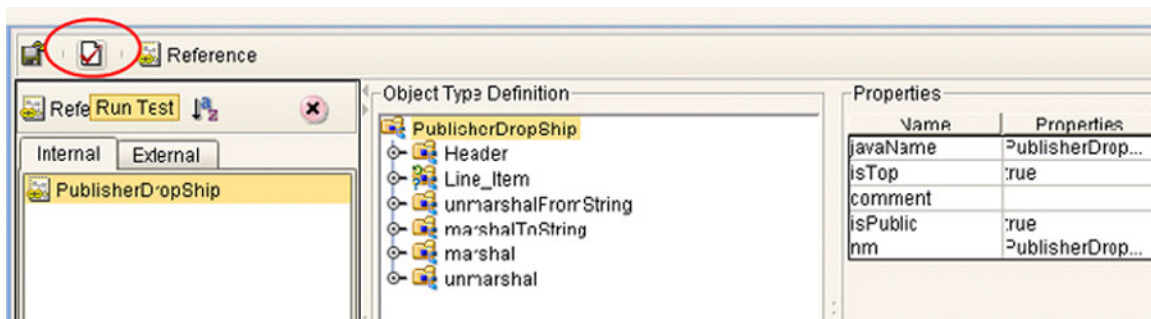 Reference
Refe
Run Test
Internal
External
PublisherDropShip
Object Type Definition
PublisherDropShip
Header
Line_Item
unmarshalFromString
marshalToString
marshal
unmarshal
Properties
Name Properties
javaName PublisherDrop...
isTop true
comment
isPublic true
nm PublisherDrop...